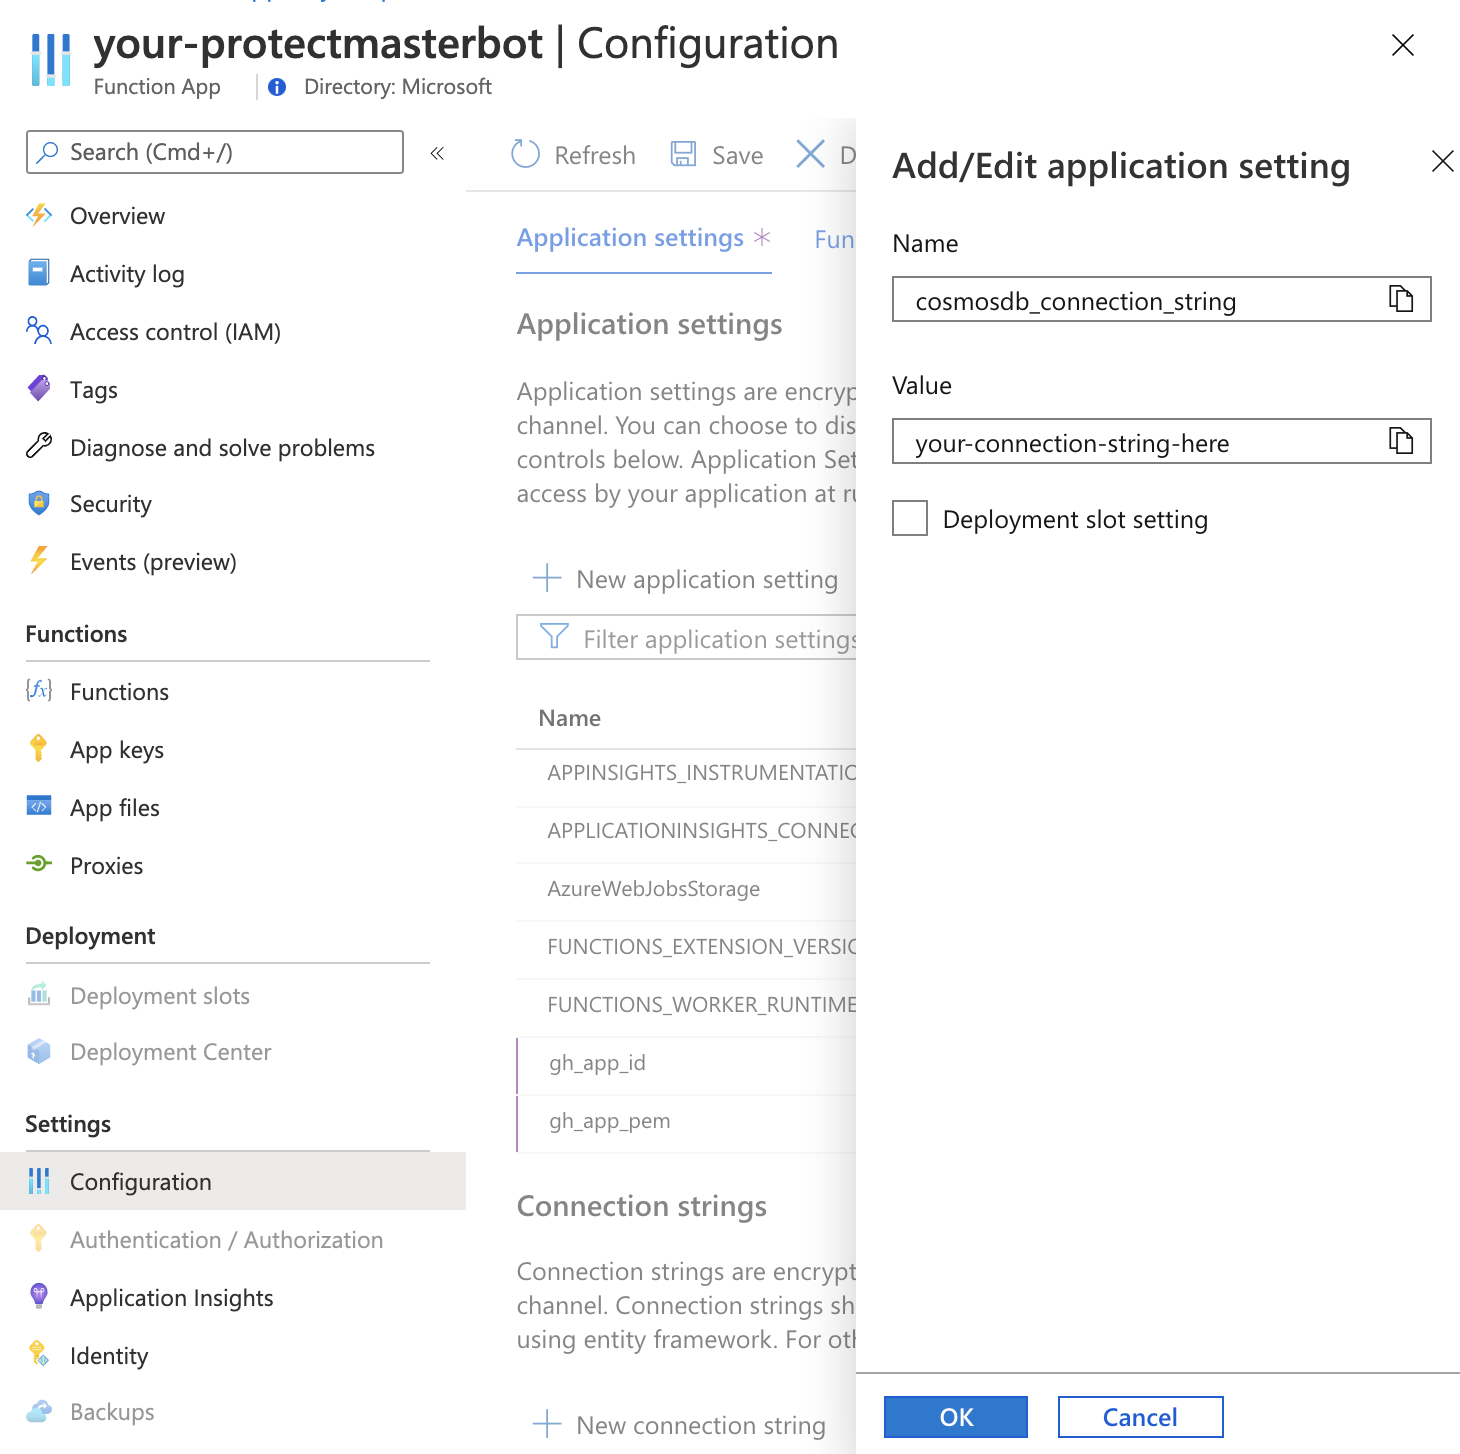 your-protectmasterbot | Configuration
Function App
Directory: Microsoft
Search (Cmd+/)
Overview
Activity log
Access control (IAM)
Tags
Diagnose and solve problems
Security
Events (preview)
Functions
Functions
App keys
App files
Proxies
Deployment
Deployment slots
Deployment Center
Settings
Configuration
Authentication / Authorization
Application Insights
Identity
Backups
Refresh
Save
D
Application settings *
Fun
Application settings
Application settings are encryp
channel. You can choose to dis
controls below. Application Set
access by your application at ru
New application setting
Filter application settings
Name
APPINSIGHTS_INSTRUMENTATIO
APPLICATIONINSIGHTS_CONNEC
AzureWebJobsStorage
FUNCTIONS_EXTENSION_VERSIO
FUNCTIONS_WORKER_RUNTIME
gh_app_id
gh_app_pem
Connection strings
Connection strings are encrypt
channel. Connection strings sh
using entity framework. For oth
New connection string
Add/Edit application setting
Name
cosmosdb_connection_string
Value
your-connection-string-here
Deployment slot setting
OK
Cancel